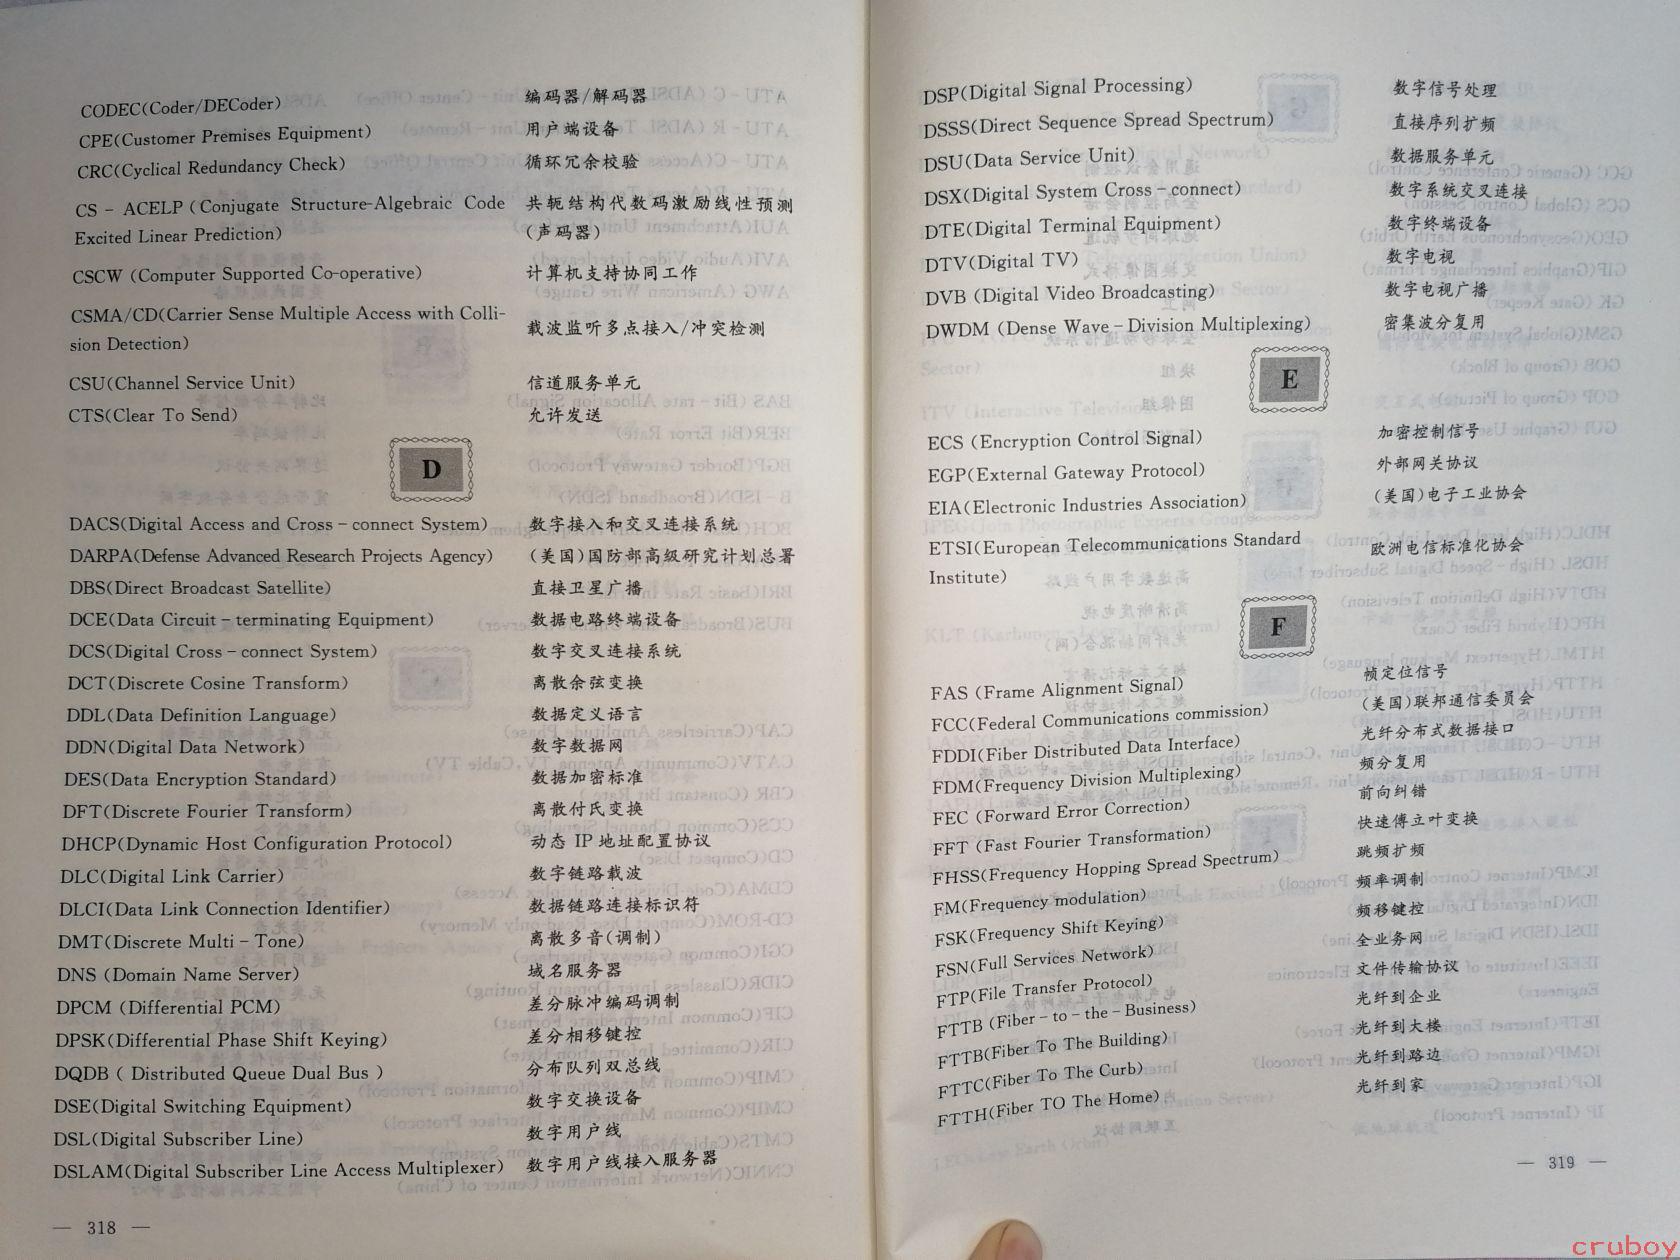 CODEC(Coder/DECoder) 编码器/解码器
CPE(Customer Premises Equipment) 用户端设备
CRC(Cyclical Redundancy Check) 循环冗余校验
CS - ACELP (Conjugate Structure-Algebraic Code 共轭结构代数码激励线性预测
Excited Linear Prediction) (声码器)
CSCW (Computer Supported Co-operative) 计算机支持协同工作
CSMA/CD(Carrier Sense Multiple Access with Colli-
sion Detection) 载波监听多点接入/冲突检测
CSU(Channel Service Unit) 信道服务单元
CTS(Clear To Send) 允许发送
D
DACS(Digital Access and Cross-connect System) 数字接入和交叉连接系统
DARPA(Defense Advanced Research Projects Agency) (美国)国防部高级研究计划总署
DBS(Direct Broadcast Satellite) 直接卫星广播
DCE(Data Circuit-terminating Equipment) 数据电路终端设备
DCS(Digital Cross-connect System) 数字交叉连接系统
DCT(Discrete Cosine Transform) 离散余弦变换
DDL(Data Definition Language) 数据定义语言
DDN(Digital Data Network) 数字数据网
DES(Data Encryption Standard) 数据加密标准
DFT(Discrete Fourier Transform) 离散付氏变换
DHCP(Dynamic Host Configuration Protocol) 动态 IP 地址配置协议
DLC(Digital Link Carrier) 数字链路载波
DLCI(Data Link Connection Identifier) 数据链路连接标识符
DMT(Discrete Multi-Tone) 离散多音(调制)
DNS (Domain Name Server) 域名服务器
DPCM (Differential PCM) 差分脉冲编码调制
DPSK(Differential Phase Shift Keying) 差分相移键控
DQDB ( Distributed Queue Dual Bus ) 分布队列双总线
DSE(Digital Switching Equipment) 数字交换设备
DSL(Digital Subscriber Line) 数字用户线
DSLAM(Digital Subscriber Line Access Multiplexer) 数字用户线接入服务器
— 318 —
DSP(Digital Signal Processing) 数字信号处理
DSSS(Direct Sequence Spread Spectrum) 直接序列扩频
DSU(Data Service Unit) 数据服务单元
DSX(Digital System Cross-connect) 数字系统交叉连接
DTE(Digital Terminal Equipment) 数字终端设备
DTV(Digital TV) 数字电视
DVB (Digital Video Broadcasting) 数字电视广播
DWDM (Dense Wave-Division Multiplexing) 密集波分复用
E
ECS (Encryption Control Signal) 加密控制信号
EGP(External Gateway Protocol) 外部网关协议
EIA(Electronic Industries Association) (美国)电子工业协会
ETSI(European Telecommunications Standard 欧洲电信标准化协会
Institute)
F
FAS (Frame Alignment Signal) 帧定位信号
FCC(Federal Communications commission) (美国)联邦通信委员会
FDDI(Fiber Distributed Data Interface) 光纤分布式数据接口
FDM(Frequency Division Multiplexing) 频分复用
FEC (Forward Error Correction) 前向纠错
FFT (Fast Fourier Transformation) 快速傅立叶变换
FHSS(Frequency Hopping Spread Spectrum) 跳频扩频
FM(Frequency modulation) 频率调制
FSK(Frequency Shift Keying) 频移键控
FSN(Full Services Network) 全业务网
FTP(File Transfer Protocol) 文件传输协议
FTTB (Fiber-to-the-Business) 光纤到企业
FTTB(Fiber To The Building) 光纤到大楼
FTTC(Fiber To The Curb) 光纤到路边
FTTH(Fiber TO The Home) 光纤到家
— 319 —
cruboy